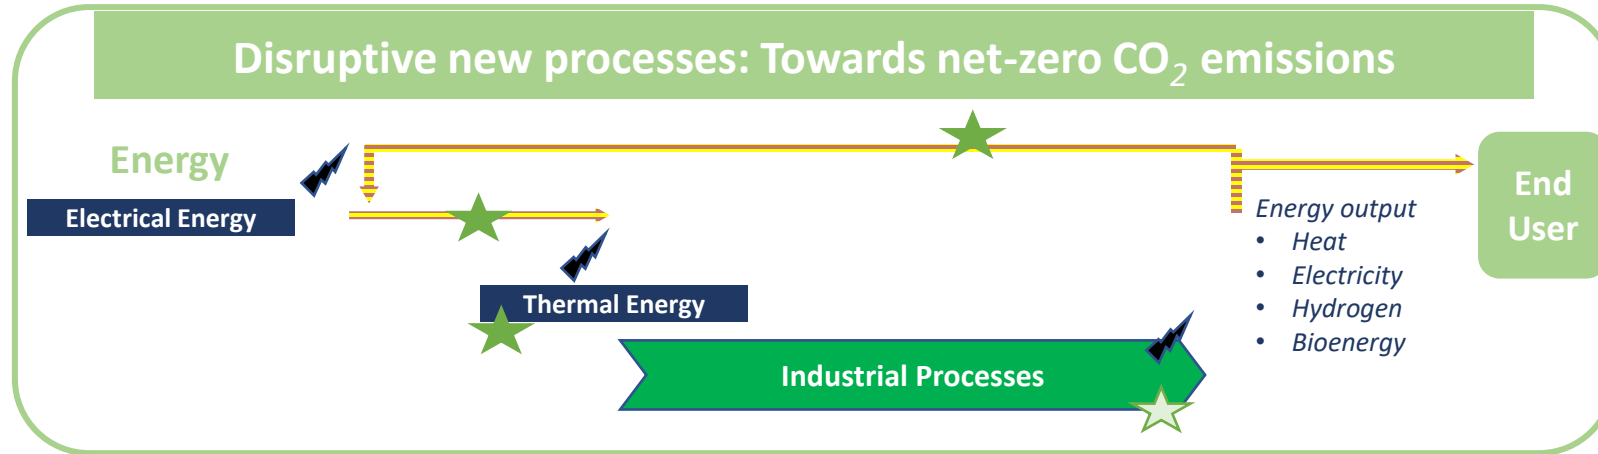 Disruptive new processes: Towards net-zero CO2 emissions
Energy
Electrical Energy
Thermal Energy
Industrial Processes
Energy output
• Heat
• Electricity
• Hydrogen
• Bioenergy
End
User